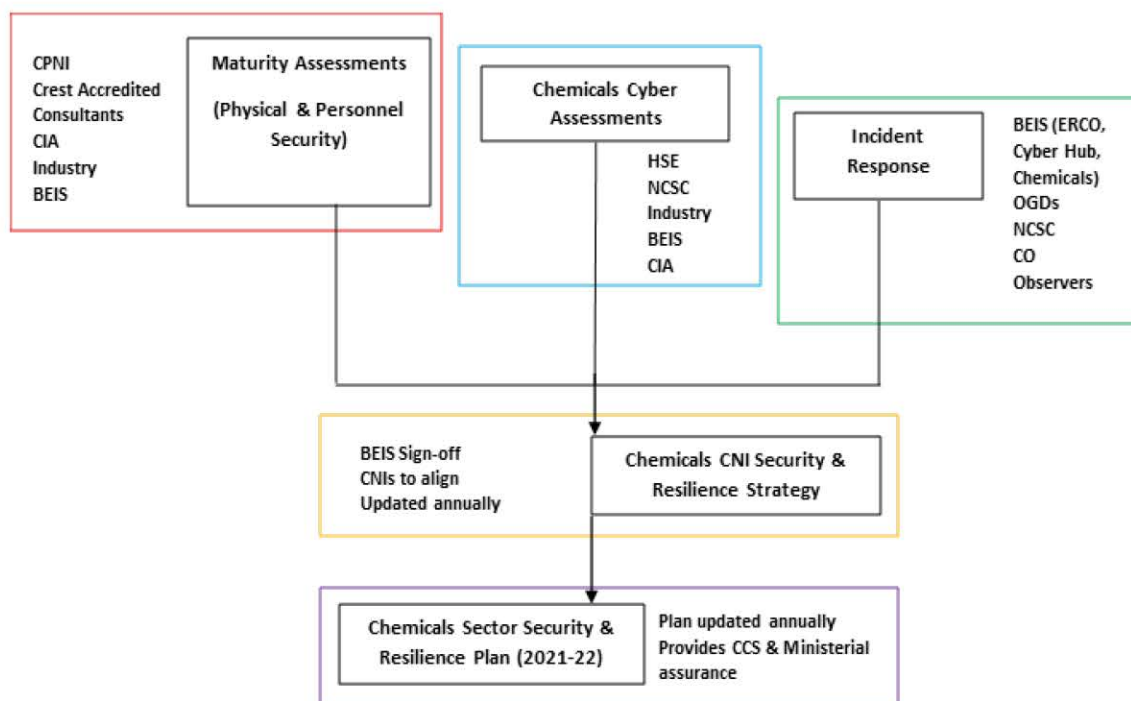 CPNI
Crest Accredited
Consultants
CIA
Industry
BEIS
Maturity Assessments
(Physical & Personnel
Security)
Chemicals Cyber
Assessments
HSE
NCSC
Industry
BEIS
CIA
Incident
Response
BEIS (ERCO,
Cyber Hub,
Chemicals)
OGDs
NCSC
CO
Observers
BEIS Sign-off
CNIs to align
Updated annually
Chemicals CNI Security &
Resilience Strategy
Chemicals Sector Security &
Resilience Plan (2021-22)
Plan updated annually
Provides CCS & Ministerial
assurance